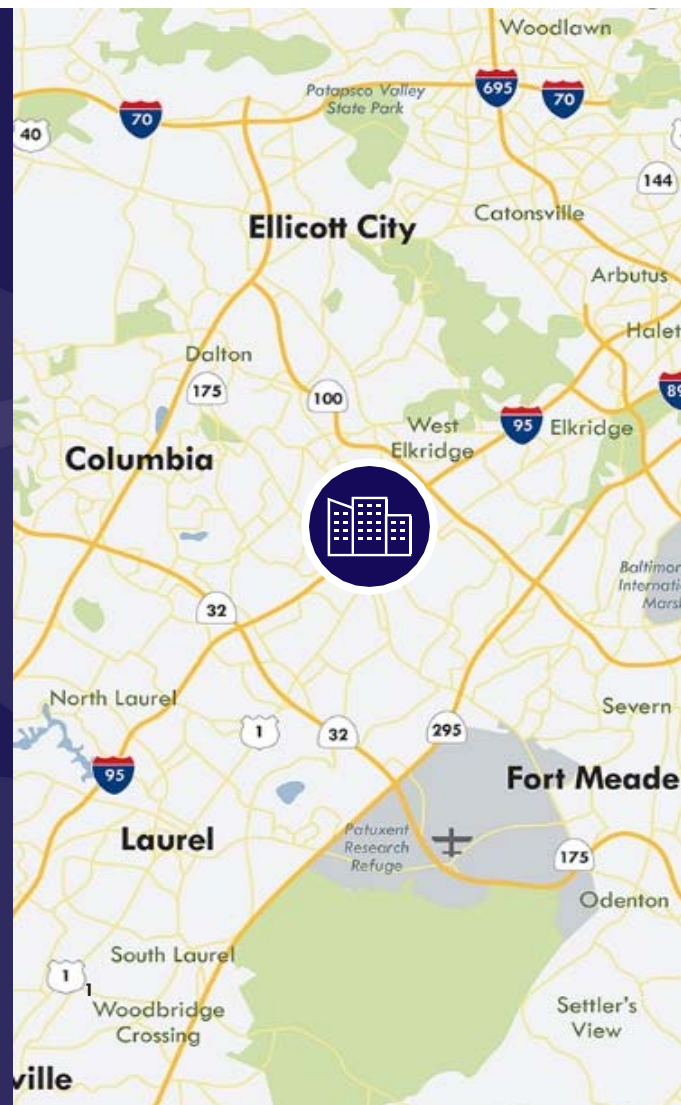 Woodlawn
Patapsco Valley
State Park
695
70
70
40
144
Ellicott City
Catonsville
Arbutus
Halet
Dalton
175
100
89
West
Elkridge
95
Elkridge
Columbia
Baltimor
Internati
Marsh
32
North Laurel
Severn
1
32
295
95
Fort Meade
Laurel
Patuxent
Research
Refuge
175
Odenton
South Laurel
1
1
Woodbridge
Crossing
Settler's
View
ville